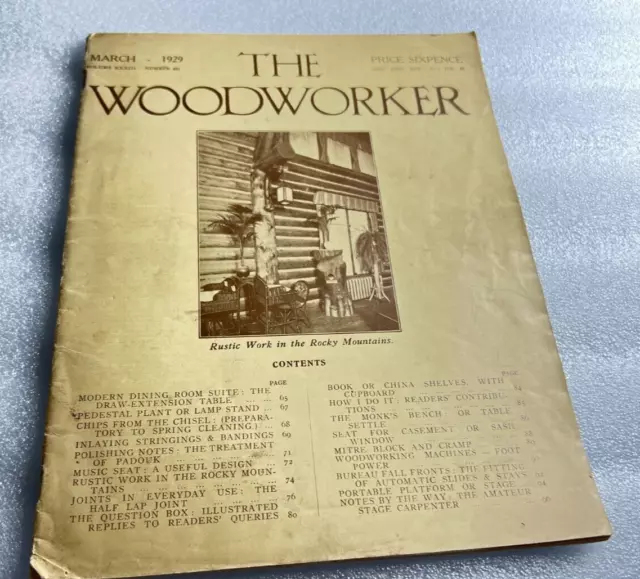 MARCH - 1929
THE
PRICE SIXPENCE
WOODWORKER
Rustic Work in the Rocky Mountains.
CONTENTS
PAGE
MODERN DINING ROOM SUITE: THE
DRAW-EXTENSION TABLE ... ... 65
PEDESTAL PLANT OR LAMP STAND ... 67
CHIPS FROM THE CHISEL: (PREPARA-
TORY TO SPRING CLEANING) ... 68
INLAYING STRINGINGS & BANDINGS 69
POLISHING NOTES: THE TREATMENT
OF PADOUK ... ... ... ... 71
MUSIC SEAT: A USEFUL DESIGN ... 72
RUSTIC WORK IN THE ROCKY MOUN-
TAINS ... ... ... ... ... 74
JOINTS IN EVERYDAY USE: THE
HALF LAP JOINT ... ... ... 76
THE QUESTION BOX: ILLUSTRATED
REPLIES TO READERS' QUERIES 80
PAGE
BOOK OR CHINA SHELVES WITH
CUPBOARD
HOW I DO IT: READERS' CONTRIBU-
TIONS
THE MONK'S BENCH OR TABLE
SETTLE
SEAT FOR CASEMENT OR SASH
WINDOW
MITRE BLOCK AND CRAMP
WOODWORKING MACHINES - FOOT
POWER
BUREAU FALL FRONTS: THE FITTING
OF AUTOMATIC SLIDES & STAYS
PORTABLE PLATFORM OR STAGE
NOTES BY THE WAY: THE AMATEUR
STAGE CARPENTER